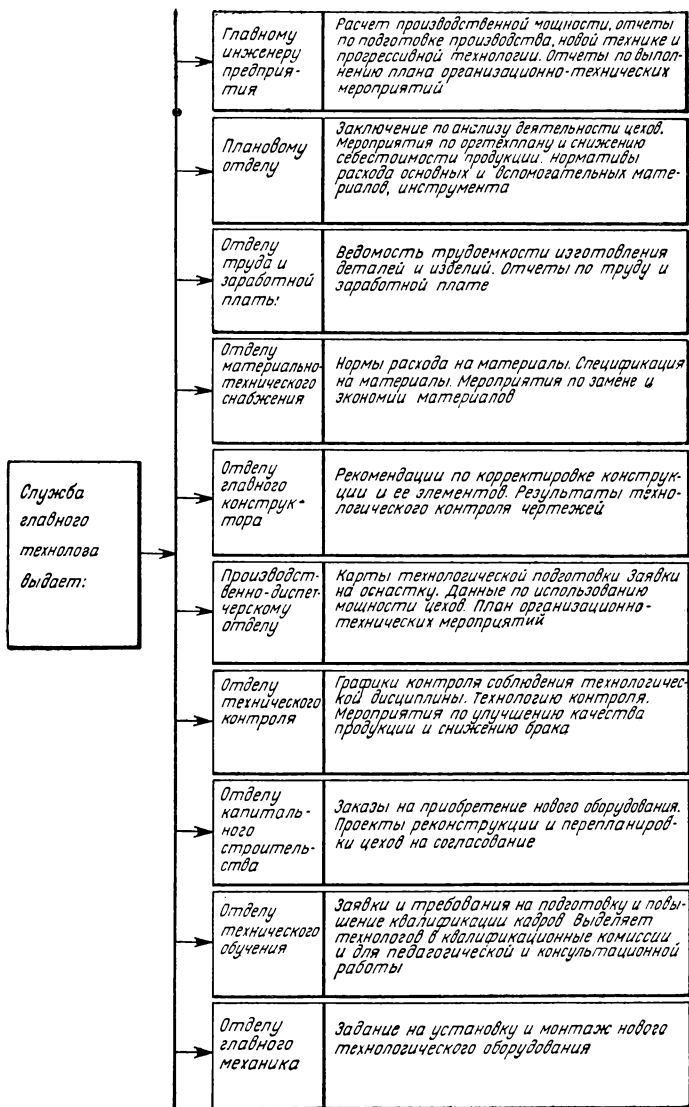 Главному
инженеру
предприя-
тия
Расчет производственной мощности, отчеты
по подготовке производства, новой технике и
прогрессивной технологии. Отчеты по выпол-
нению плана организационно-технических
мероприятий
Плановому
отделу
Заключение по анализу деятельности цехов.
Мероприятия по оргтехплану и снижению
себестоимости продукции. Нормативы
расхода основных и вспомогательных мате-
риалов, инструмента
Отделу
труда и
заработной
платы:
Ведомость трудоемкости изготовления
деталей и изделий. Отчеты по труду и
заработной плате
Отделу
материально-
технического
снабжения
Нормы расхода на материалы. Спецификация
на материалы. Мероприятия по замене и
экономии материалов
Служба
главного
технолога
выдает:
Отделу
главного
конструк-
тора
Рекомендации по корректировке конструк-
ции и ее элементов. Результаты техно-
логического контроля чертежей
Производст-
венно-диспет-
черскому
отделу
Карты технологической подготовки Заявки
на оснастку. Данные по использованию
мощности цехов. План организационно-
технических мероприятий
Отделу
технического
контроля
Графики контроля соблюдения технологичес-
кой дисциплины. Технологию контроля.
Мероприятия по улучшению качества
продукции и снижению брака
Отделу
капиталь-
ного
строитель-
ства
Заказы на приобретение нового оборудования.
Проекты реконструкции и перепланиров-
ки цехов на согласование
Отделу
технического
обучения
Заявки и требования на подготовку и повы-
шение квалификации кадров Выделяет
технологов в квалификационные комиссии
и для педагогической и консультационной
работы
Отделу
главного
механика
Задание на установку и монтаж нового
технологического оборудования